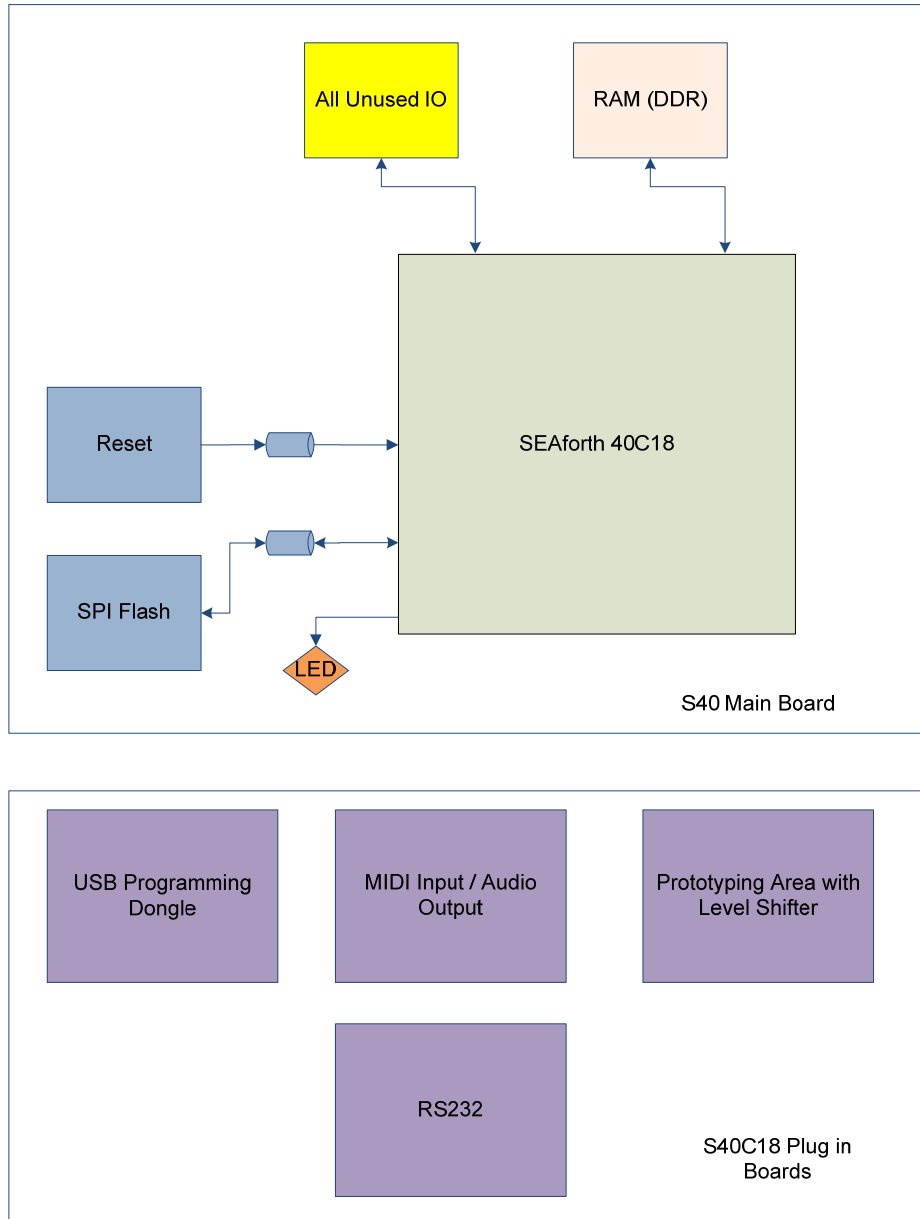 All Unused IO
RAM (DDR)
Reset
SEAforth 40C18
SPI Flash
LED
S40 Main Board
USB Programming
Dongle
MIDI Input / Audio
Output
Prototyping Area with
Level Shifter
RS232
S40C18 Plug in
Boards